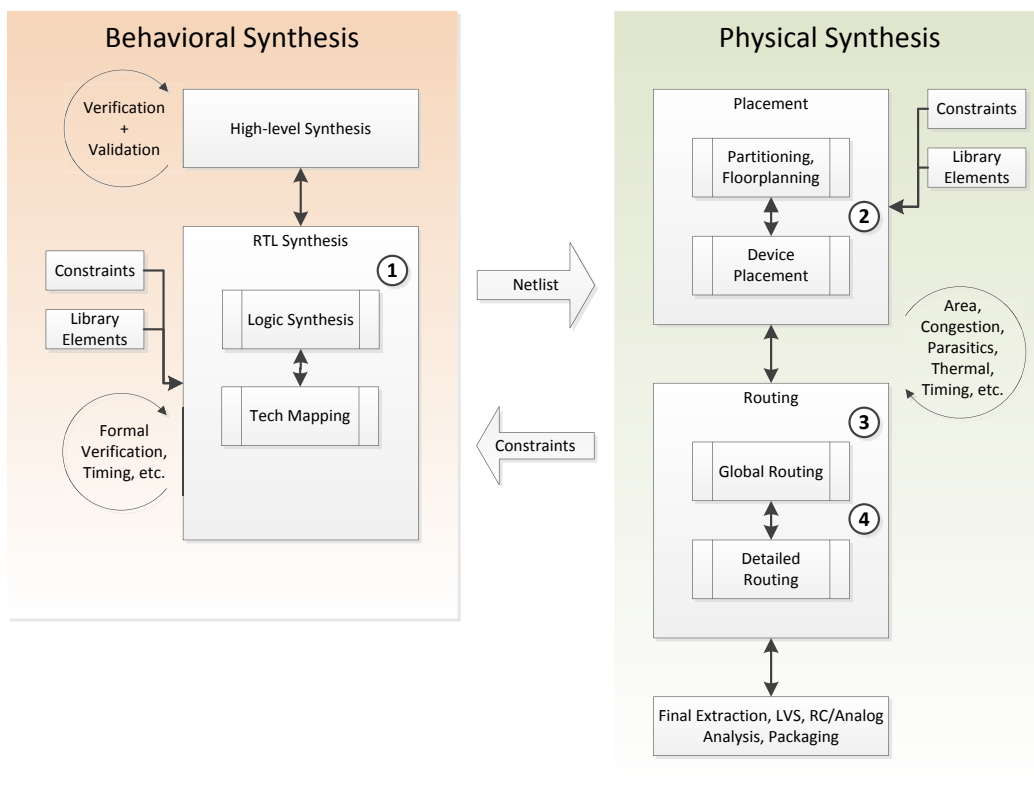 Behavioral Synthesis
Verification
+
Validation
High-level Synthesis
RTL Synthesis
1
Constraints
Library
Elements
Logic Synthesis
Tech Mapping
Formal
Verification,
Timing, etc.
Netlist
Constraints
Physical Synthesis
Placement
Constraints
Library
Elements
Partitioning,
Floorplanning
2
Device
Placement
Area,
Congestion,
Parasitics,
Thermal,
Timing, etc.
Routing
3
Global Routing
4
Detailed
Routing
Final Extraction, LVS, RC/Analog
Analysis, Packaging